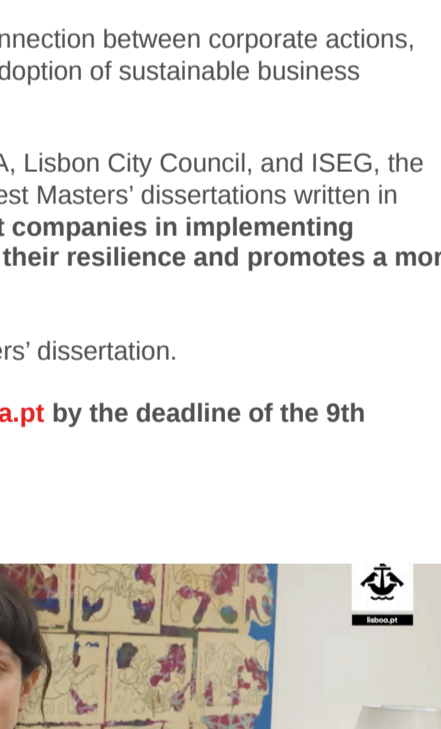 nnection between corporate actions,
doption of sustainable business
A, Lisbon City Council, and ISEG, the
est Masters’ dissertations written in
t companies in implementing
their resilience and promotes a mor
ers’ dissertation.
a.pt by the deadline of the 9th
lisboa.pt